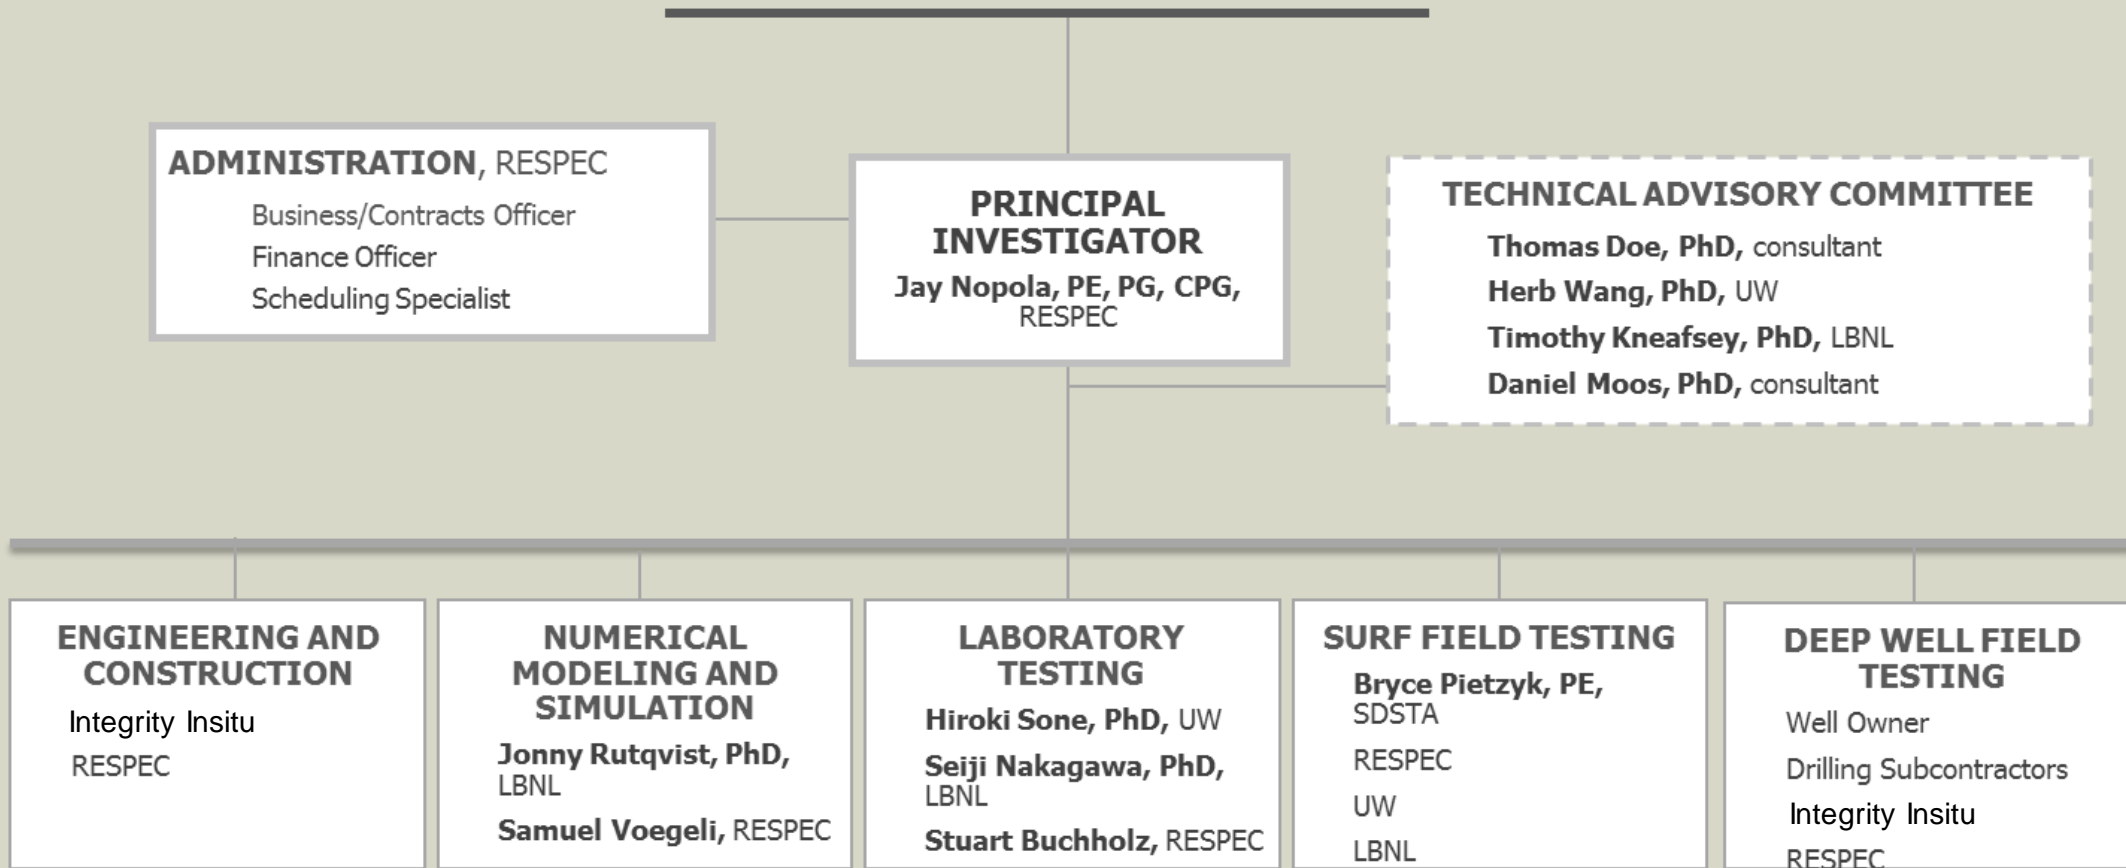 ADMINISTRATION, RESPEC
Business/Contracts Officer
Finance Officer
Scheduling Specialist
PRINCIPAL
INVESTIGATOR
Jay Nopola, PE, PG, CPG,
RESPEC
TECHNICAL ADVISORY COMMITTEE
Thomas Doe, PhD, consultant
Herb Wang, PhD, UW
Timothy Kneafsey, PhD, LBNL
Daniel Moos, PhD, consultant
ENGINEERING AND
CONSTRUCTION
Integrity Insitu
RESPEC
NUMERICAL
MODELING AND
SIMULATION
Jonny Rutqvist, PhD,
LBNL
Samuel Voegeli, RESPEC
LABORATORY
TESTING
Hiroki Sone, PhD, UW
Seiji Nakagawa, PhD,
LBNL
Stuart Buchholz, RESPEC
SURF FIELD TESTING
Bryce Pietzyk, PE,
SDSTA
RESPEC
UW
LBNL
DEEP WELL FIELD
TESTING
Well Owner
Drilling Subcontractors
Integrity Insitu
RESPEC